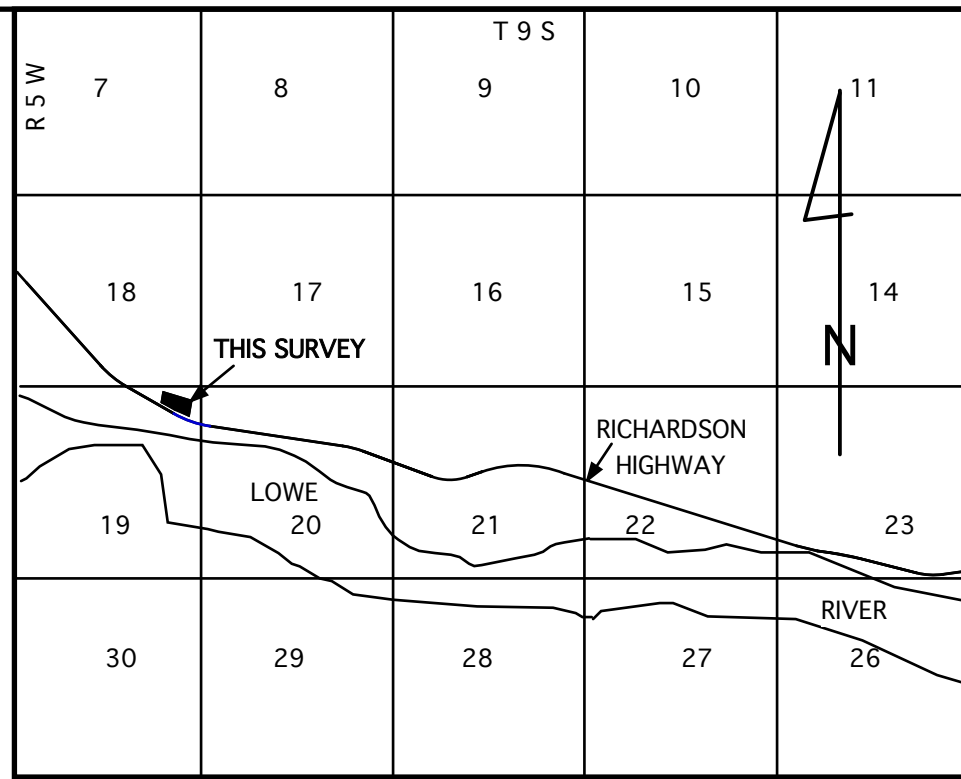 T 9 S
R 5 W
7 8 9 10 11
18 17 16 15 14
N
THIS SURVEY
RICHARDSON
HIGHWAY
LOWE
19 20 21 22 23
RIVER
30 29 28 27 26